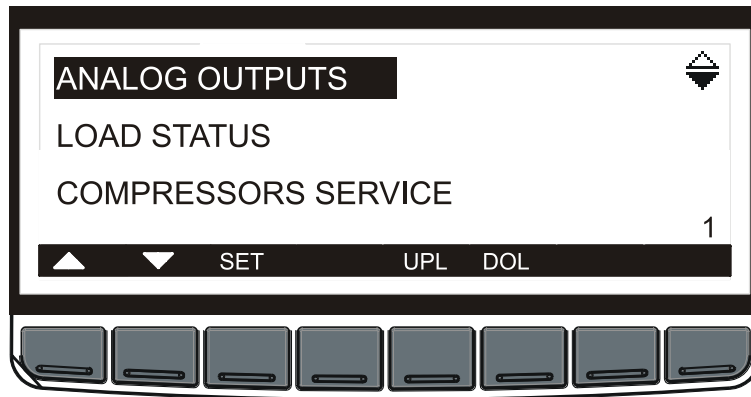 ANALOG OUTPUTS
LOAD STATUS
COMPRESSORS SERVICE
1
SET UPL DOL